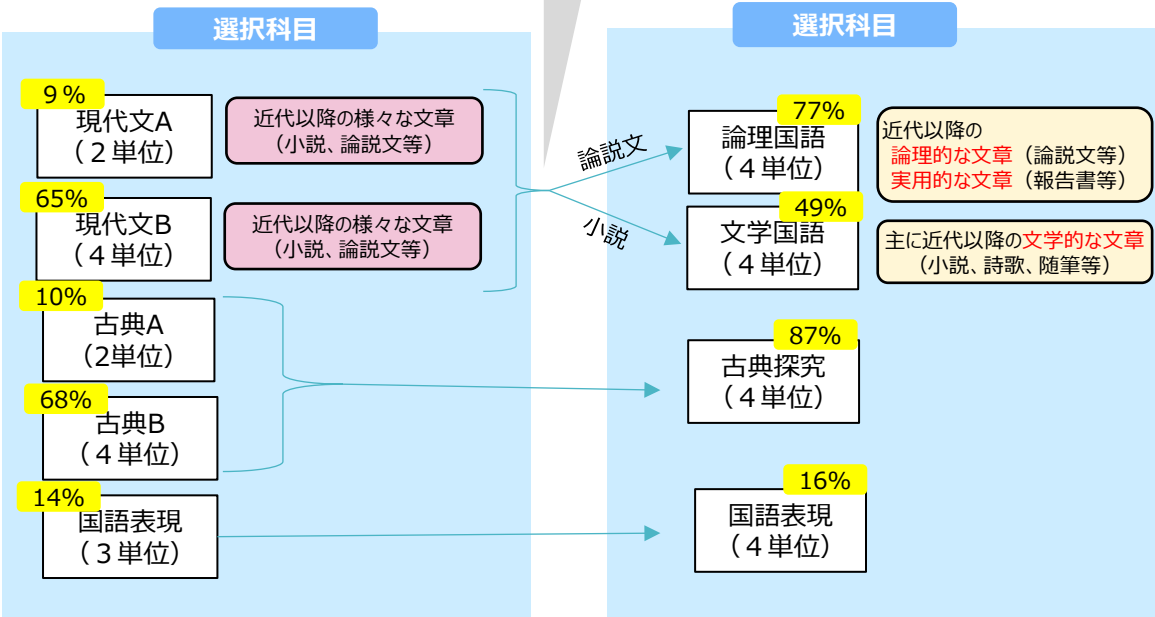 選択科目
9%
現代文A
(2単位)
近代以降の様々な文章
(小説、論説文等)
65%
現代文B
(4単位)
近代以降の様々な文章
(小説、論説文等)
10%
古典A
(2単位)
68%
古典B
(4単位)
14%
国語表現
(3単位)
論説文
小説
選択科目
77%
論理国語
(4単位)
近代以降の
論理的な文章(論説文等)
実用的な文章(報告書等)
49%
文学国語
(4単位)
主に近代以降の文学的な文章
(小説、詩歌、随筆等)
87%
古典探究
(4単位)
16%
国語表現
(4単位)